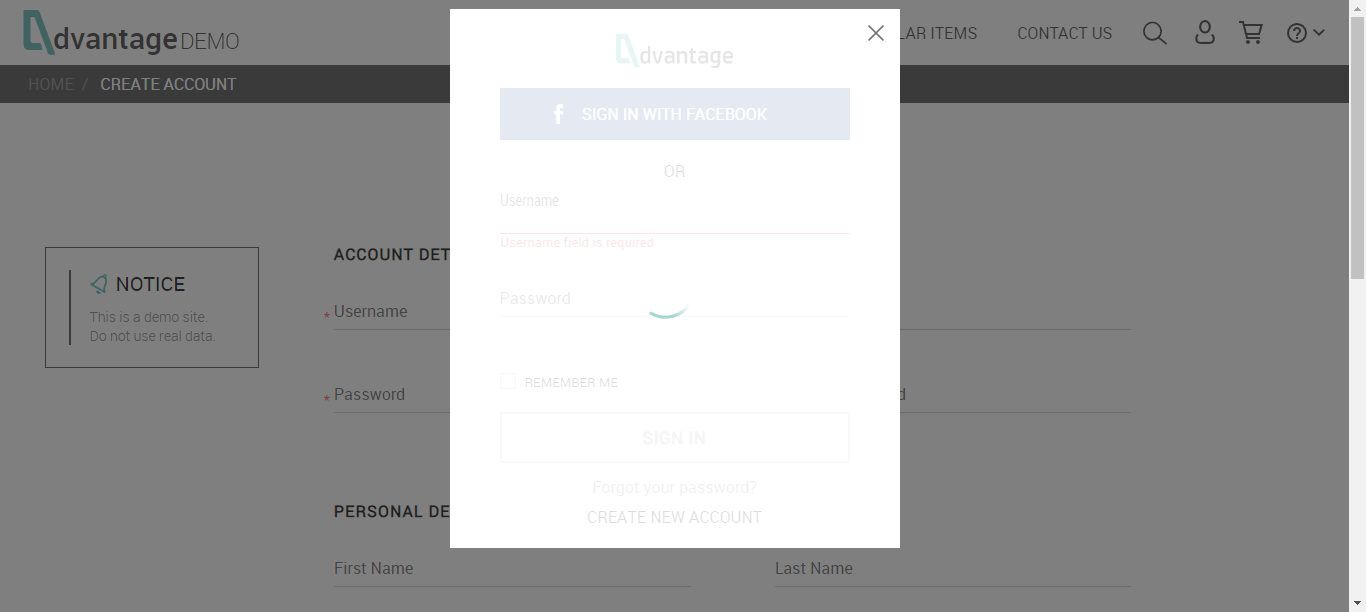 dvantage DEMO
LAR ITEMS
CONTACT US
HOME / CREATE ACCOUNT
dvantage
SIGN IN WITH FACEBOOK
OR
Username
Username field is required
Password
REMEMBER ME
SIGN IN
Forgot your password?
CREATE NEW ACCOUNT
NOTICE
This is a demo site.
Do not use real data.
ACCOUNT DET
* Username
* Password
d
PERSONAL DE
First Name
Last Name